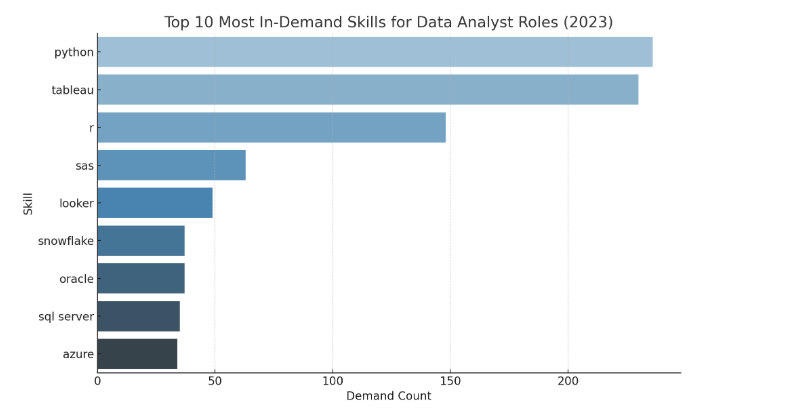 Top 10 Most In-Demand Skills for Data Analyst Roles (2023)
python
tableau
r
sas
looker
snowflake
oracle
sql server
azure
Skill
0 50 100 150 200
Demand Count